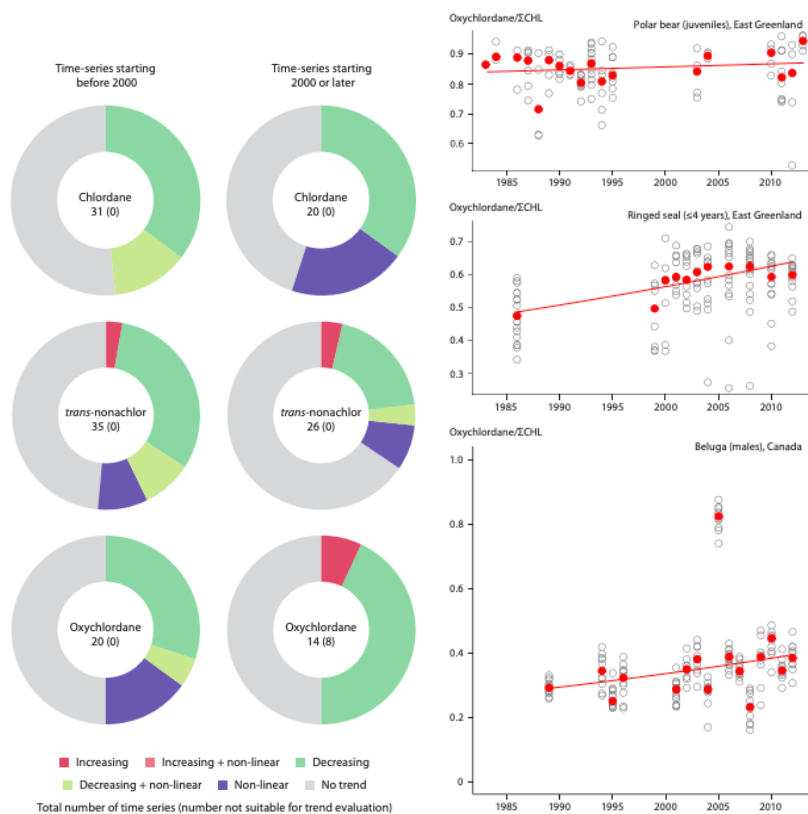 Time-series starting
before 2000
Time-series starting
2000 or later
Chlordane
31 (0)
Chlordane
20 (0)
trans-nonachlor
35 (0)
trans-nonachlor
26 (0)
Oxychlordane
20 (0)
Oxychlordane
14 (8)
Increasing
Increasing + non-linear
Decreasing
Decreasing + non-linear
Non-linear
No trend
Total number of time series (number not suitable for trend evaluation)
Oxychlordane/ΣCHL
Polar bear (juveniles), East Greenland
0.9
0.8
0.7
0.6
1985 1990 1995 2000 2005 2010
Oxychlordane/ΣCHL
Ringed seal (≤4 years), East Greenland
0.7
0.6
0.5
0.4
0.3
1985 1990 1995 2000 2005 2010
Oxychlordane/ΣCHL
Beluga (males), Canada
1.0
0.8
0.6
0.4
0.2
0
1985 1990 1995 2000 2005 2010